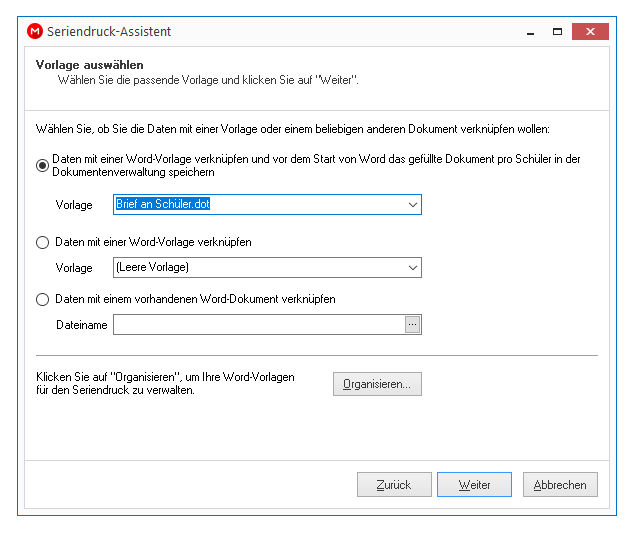 M Seriendruck-Assistent
Vorlage auswählen
Wählen Sie die passende Vorlage und klicken Sie auf "Weiter".
Wählen Sie, ob Sie die Daten mit einer Vorlage oder einem beliebigen anderen Dokument verknüpfen wollen:
Daten mit einer Word-Vorlage verknüpfen und vor dem Start von Word das gefüllte Dokument pro Schüler in der
Dokumentenverwaltung speichern
Vorlage Brief an Schüler.dot
Daten mit einer Word-Vorlage verknüpfen
Vorlage (Leere Vorlage)
Daten mit einem vorhandenen Word-Dokument verknüpfen
Dateiname ...
Klicken Sie auf "Organisieren", um Ihre Word-Vorlagen
für den Seriendruck zu verwalten.
Organisieren...
Zurück Weiter Abbrechen